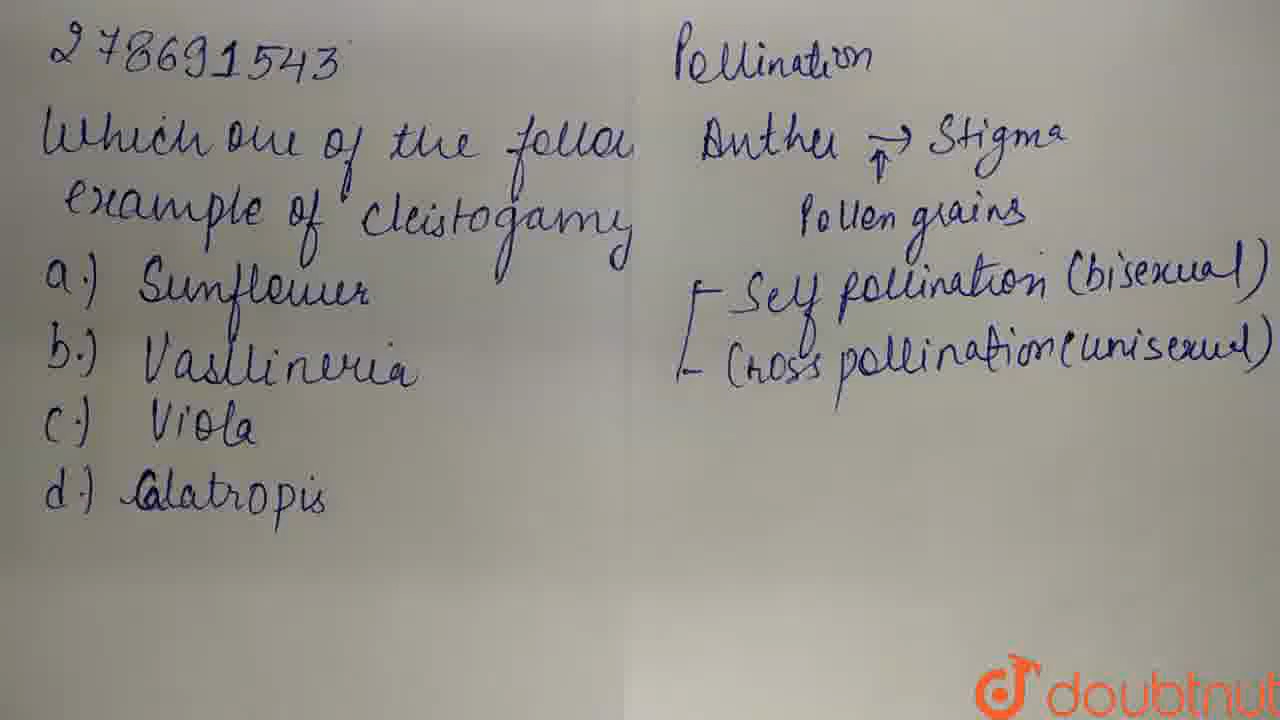 278691543
Which one of the follow
example of cleistogamy
a.) Sunflower
b.) Vasllineria
c.) Viola
d.) Calatropis
Pollination
Anther → Stigma
↑
Pollen grains
Self pollination (bisexual)
Cross pollination (unisexual)
doubtnut